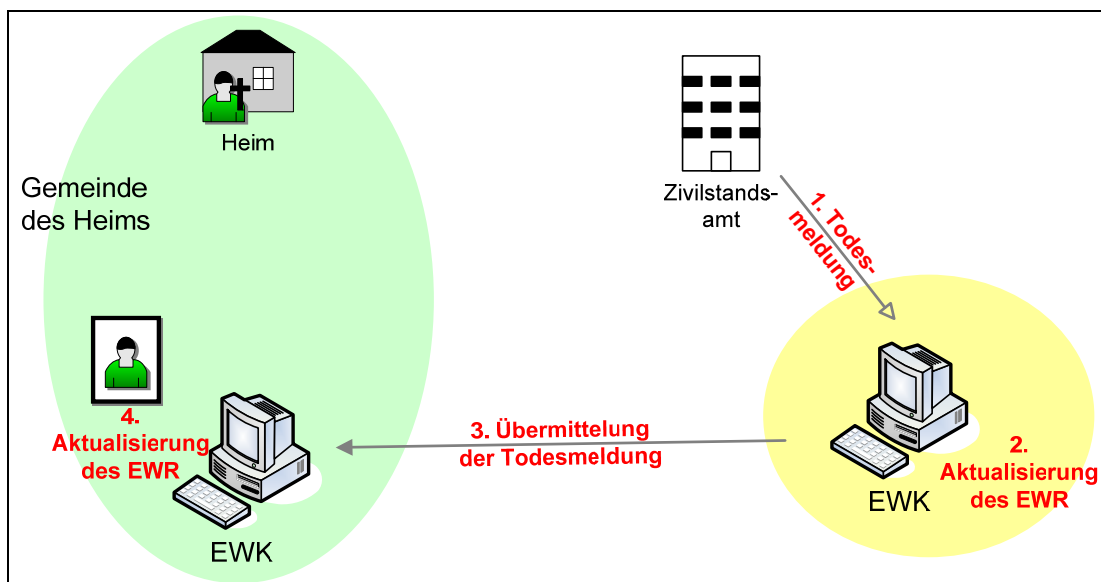 Heim
Gemeinde
des Heims
Zivilstands-
amt
1. Todes-
meldung
4.
Aktualisierung
des EWR
EWK
3. Übermittelung
der Todesmeldung
2.
Aktualisierung
des EWR
EWK